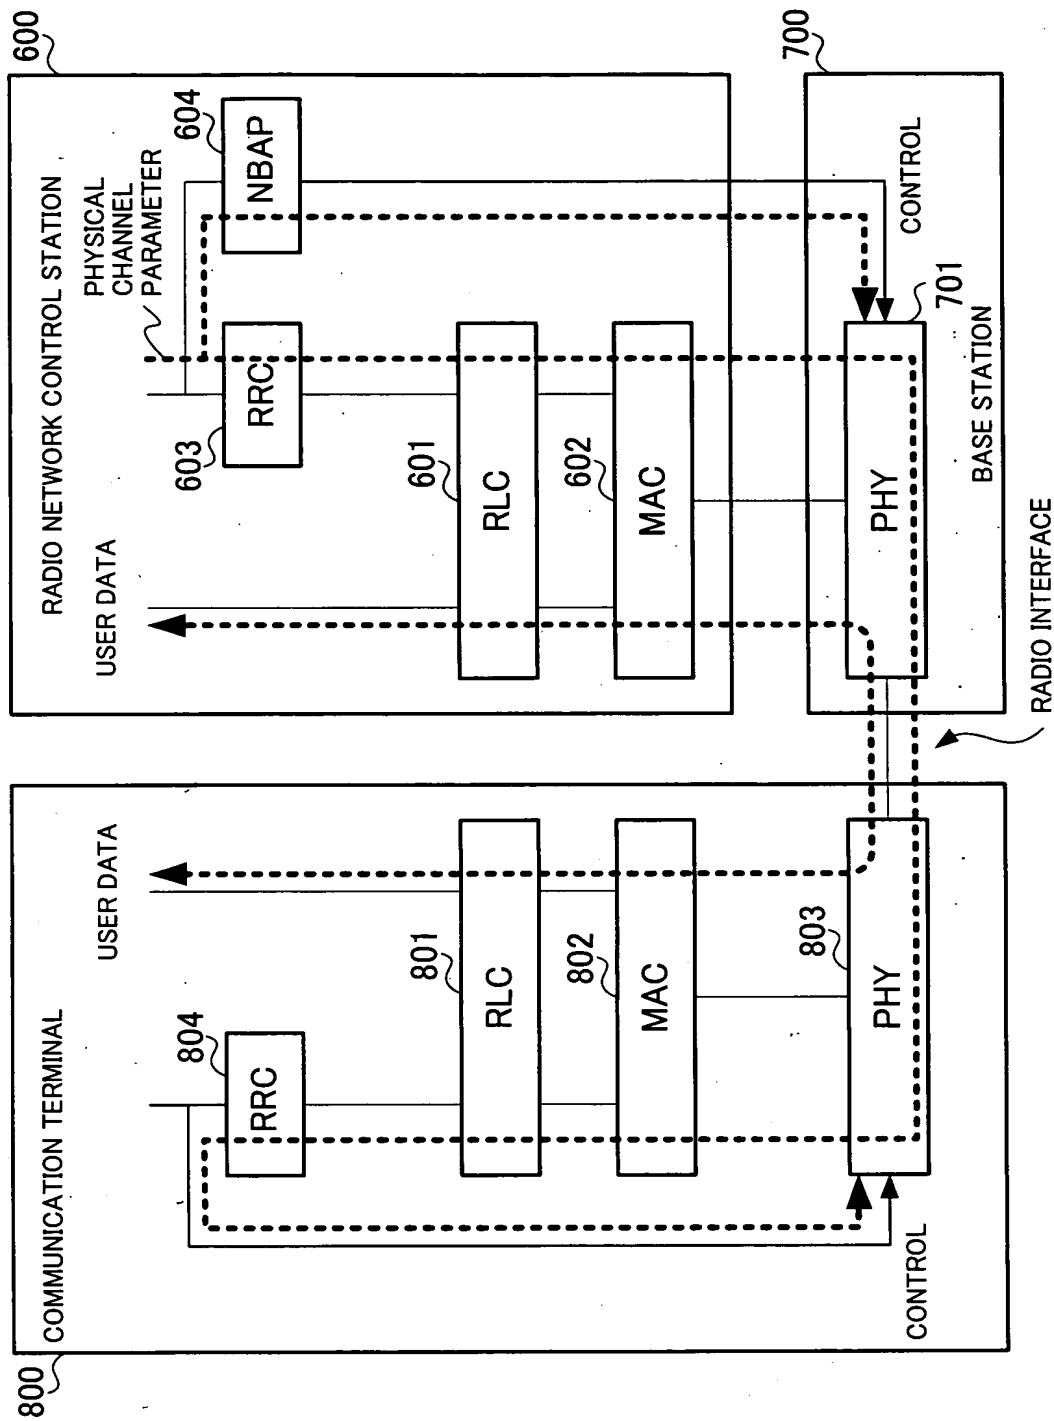 800
COMMUNICATION TERMINAL
USER DATA
804
RRC
801
RLC
802
MAC
803
PHY
CONTROL
600
RADIO NETWORK CONTROL STATION
USER DATA
PHYSICAL
CHANNEL
PARAMETER
603
RRC
604
NBAP
601
RLC
602
MAC
700
PHY
701
CONTROL
BASE STATION
RADIO INTERFACE